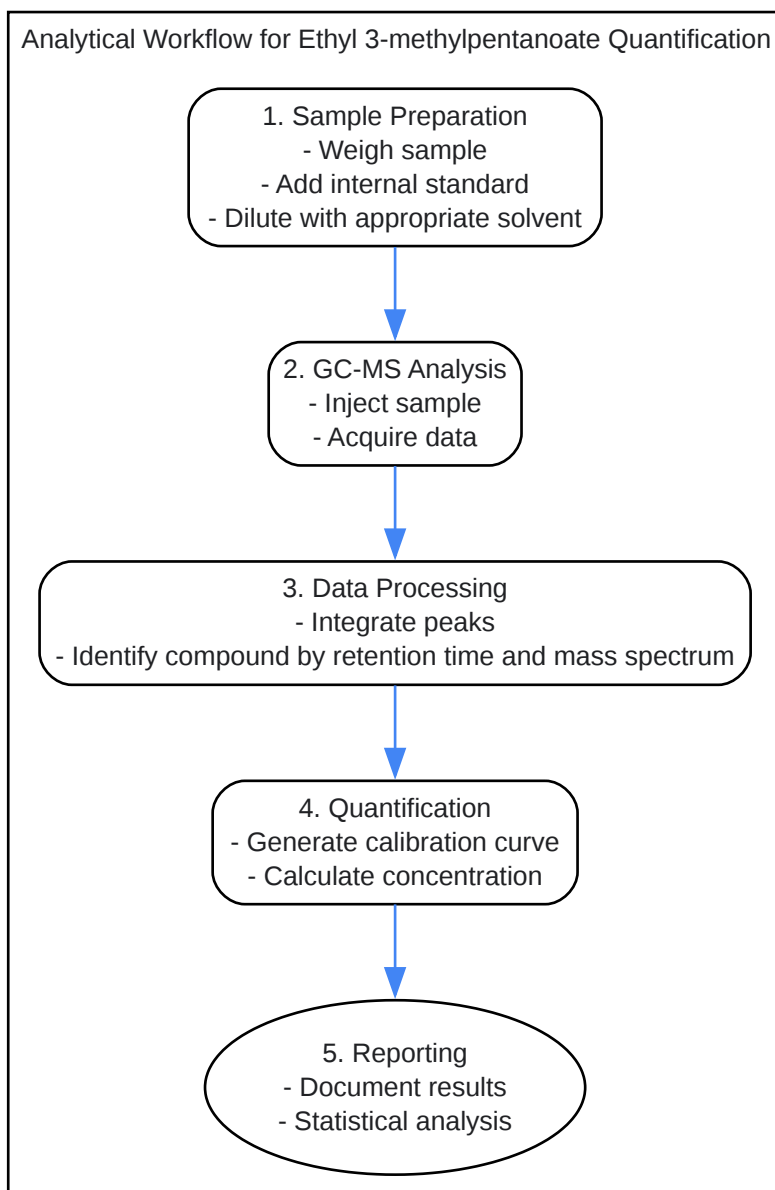 Analytical Workflow for Ethyl 3-methylpentanoate Quantification
1. Sample Preparation
- Weigh sample
- Add internal standard
- Dilute with appropriate solvent
2. GC-MS Analysis
- Inject sample
- Acquire data
3. Data Processing
- Integrate peaks
- Identify compound by retention time and mass spectrum
4. Quantification
- Generate calibration curve
- Calculate concentration
5. Reporting
- Document results
- Statistical analysis